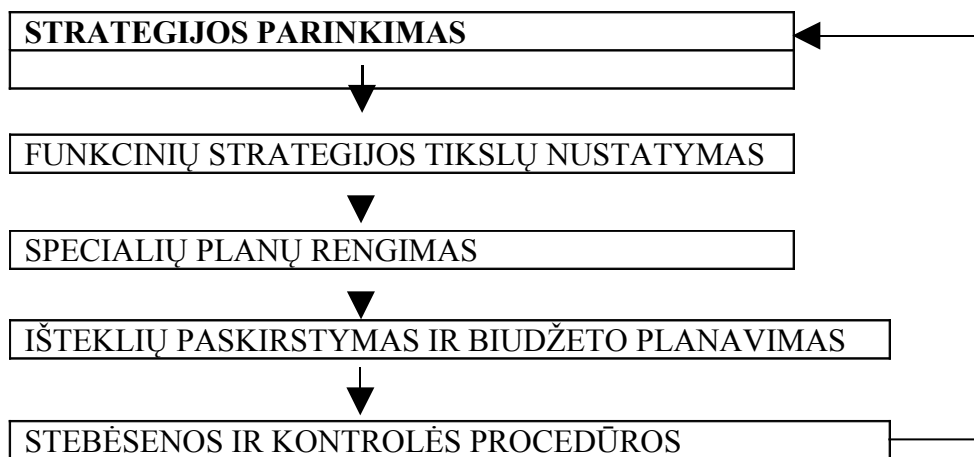 STRATEGIJOS PARINKIMAS
FUNKCINIŲ STRATEGIJOS TIKSLŲ NUSTATYMAS
SPECIALIŲ PLANŲ RENGIMAS
IŠTEKLIŲ PASKIRSTYMAS IR BIUDŽETO PLANAVIMAS
STEBĖSENOS IR KONTROLĖS PROCEDŪROS